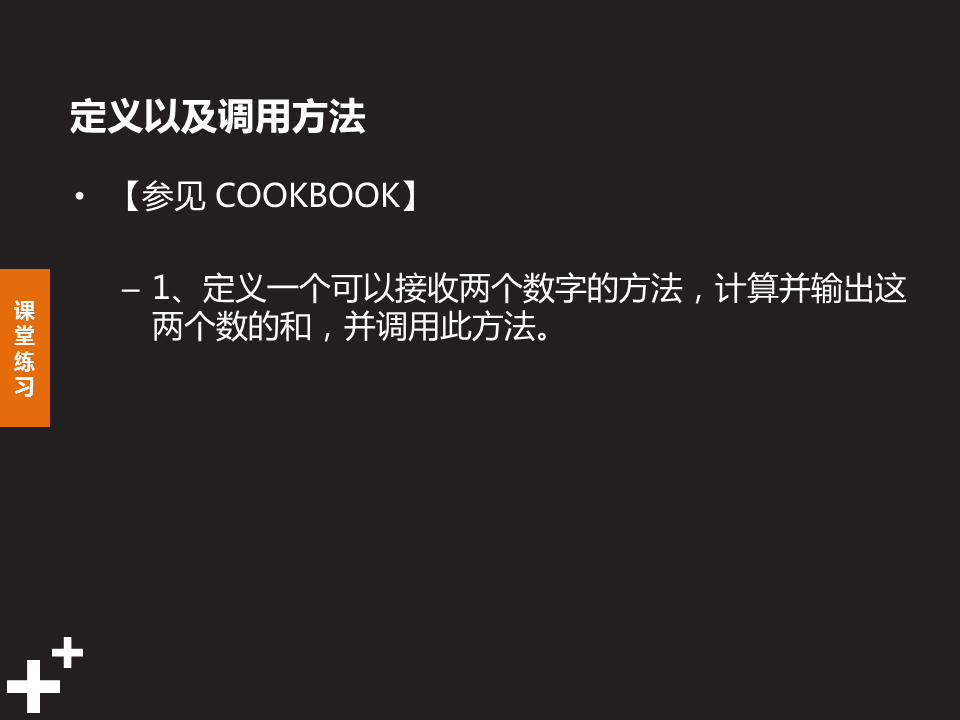 定义以及调用方法
• 【参见 COOKBOOK】
– 1、定义一个可以接收两个数字的方法，计算并输出这
两个数的和，并调用此方法。
课
堂
练
习